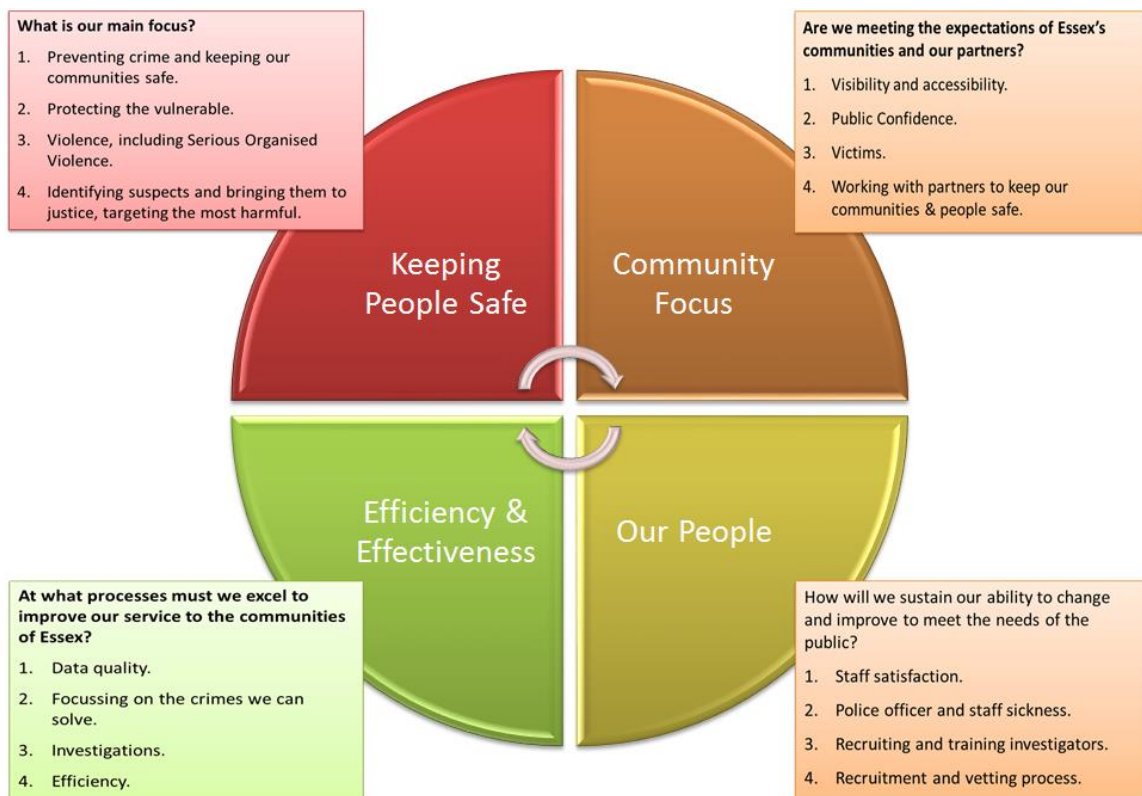 What is our main focus?
1. Preventing crime and keeping our
communities safe.
2. Protecting the vulnerable.
3. Violence, including Serious Organised
Violence.
4. Identifying suspects and bringing them to
justice, targeting the most harmful.
Are we meeting the expectations of Essex’s
communities and our partners?
1. Visibility and accessibility.
2. Public Confidence.
3. Victims.
4. Working with partners to keep our
communities & people safe.
Keeping
People Safe
Community
Focus
Efficiency &
Effectiveness
Our People
At what processes must we excel to
improve our service to the communities
of Essex?
1. Data quality.
2. Focussing on the crimes we can
solve.
3. Investigations.
4. Efficiency.
How will we sustain our ability to change
and improve to meet the needs of the
public?
1. Staff satisfaction.
2. Police officer and staff sickness.
3. Recruiting and training investigators.
4. Recruitment and vetting process.